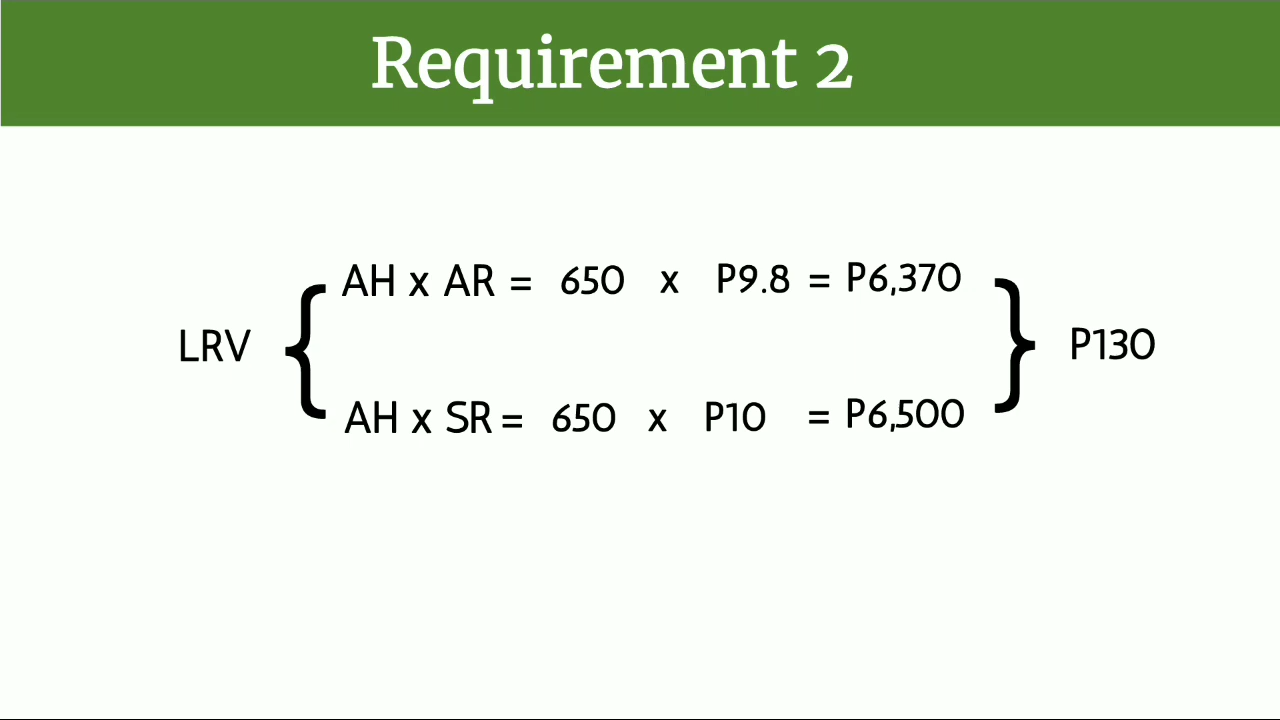 Requirement 2
AH x AR = 650 x P9.8 = P6,370
LRV { } P130
AH x SR = 650 x P10 = P6,500